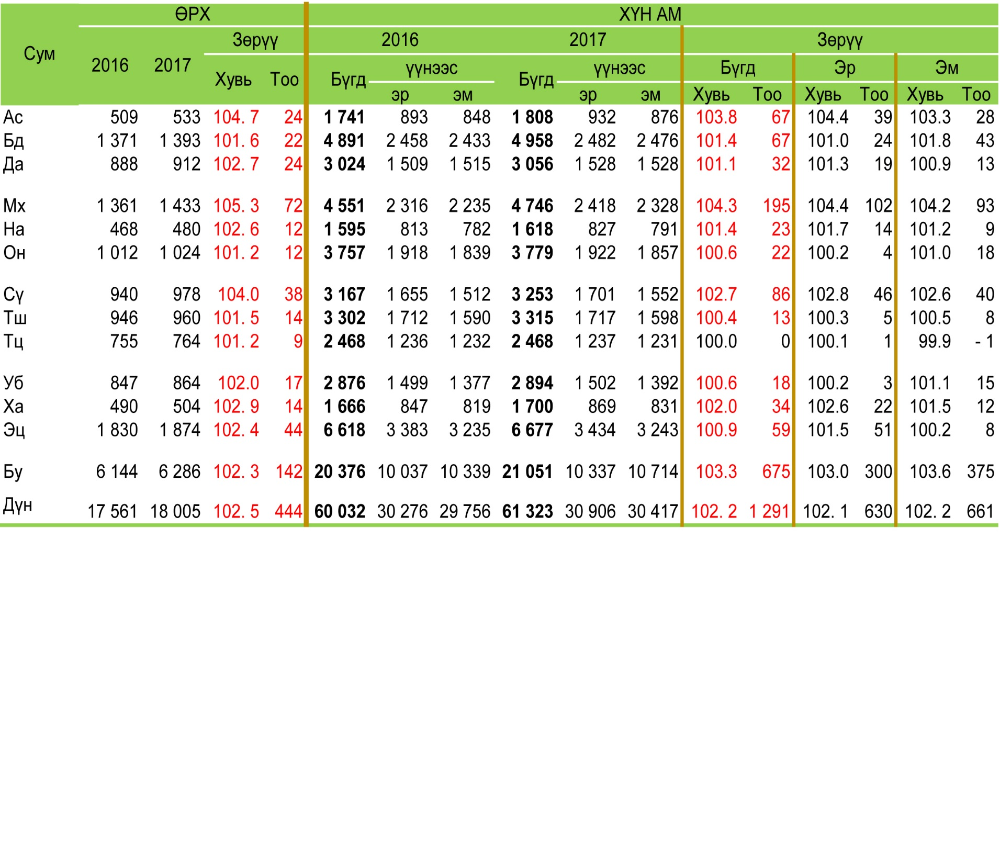 ӨРХ ХҮН АМ
Сум 2016 2017 Зөрүү 2016 2017 Зөрүү
Хувь Тоо Бүгд үүнээс Бүгд үүнээс Бүгд Эр Эм
эр эм эр эм Хувь Тоо Хувь Тоо Хувь Тоо
Ас 509 533 104. 7 24 1 741 893 848 1 808 932 876 103.8 67 104.4 39 103.3 28
Бд 1 371 1 393 101. 6 22 4 891 2 458 2 433 4 958 2 482 2 476 101.4 67 101.0 24 101.8 43
Да 888 912 102. 7 24 3 024 1 509 1 515 3 056 1 528 1 528 101.1 32 101.3 19 100.9 13
Мх 1 361 1 433 105. 3 72 4 551 2 316 2 235 4 746 2 418 2 328 104.3 195 104.4 102 104.2 93
На 468 480 102. 6 12 1 595 813 782 1 618 827 791 101.4 23 101.7 14 101.2 9
Он 1 012 1 024 101. 2 12 3 757 1 918 1 839 3 779 1 922 1 857 100.6 22 100.2 4 101.0 18
Сү 940 978 104.0 38 3 167 1 655 1 512 3 253 1 701 1 552 102.7 86 102.8 46 102.6 40
Тш 946 960 101. 5 14 3 302 1 712 1 590 3 315 1 717 1 598 100.4 13 100.3 5 100.5 8
Тц 755 764 101. 2 9 2 468 1 236 1 232 2 468 1 237 1 231 100.0 0 100.1 1 99.9 - 1
Уб 847 864 102.0 17 2 876 1 499 1 377 2 894 1 502 1 392 100.6 18 100.2 3 101.1 15
Ха 490 504 102. 9 14 1 666 847 819 1 700 869 831 102.0 34 102.6 22 101.5 12
Эц 1 830 1 874 102. 4 44 6 618 3 383 3 235 6 677 3 434 3 243 100.9 59 101.5 51 100.2 8
Бу 6 144 6 286 102. 3 142 20 376 10 037 10 339 21 051 10 337 10 714 103.3 675 103.0 300 103.6 375
Дүн 17 561 18 005 102. 5 444 60 032 30 276 29 756 61 323 30 906 30 417 102. 2 1 291 102. 1 630 102. 2 661